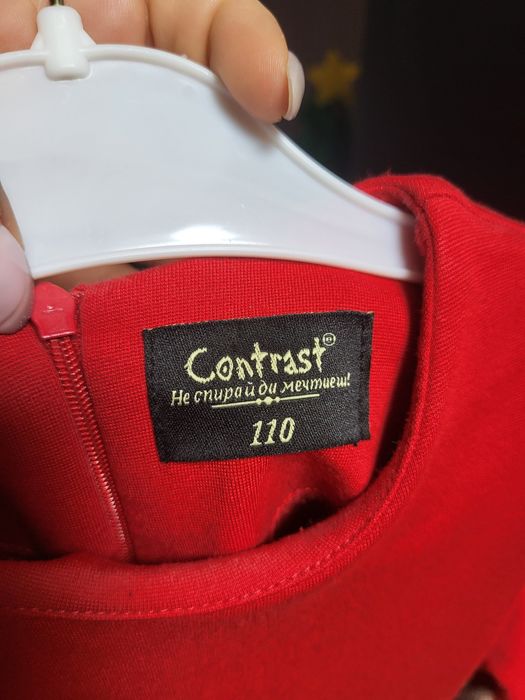 Contrast®
Не спирай да мечтаеш!
110